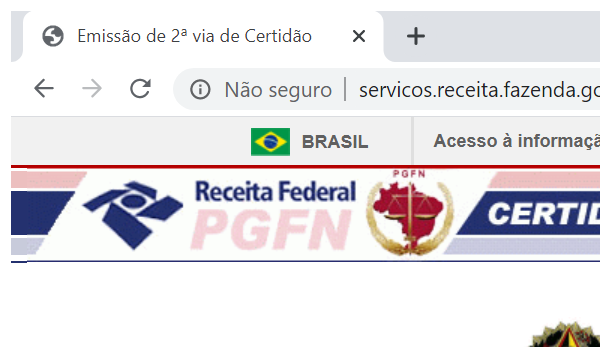 Emissão de 2ª via de Certidão
Não seguro | servicos.receita.fazenda.go
BRASIL
Acesso à informaçã
PGFN
Receita Federal
PGFN
CERTID